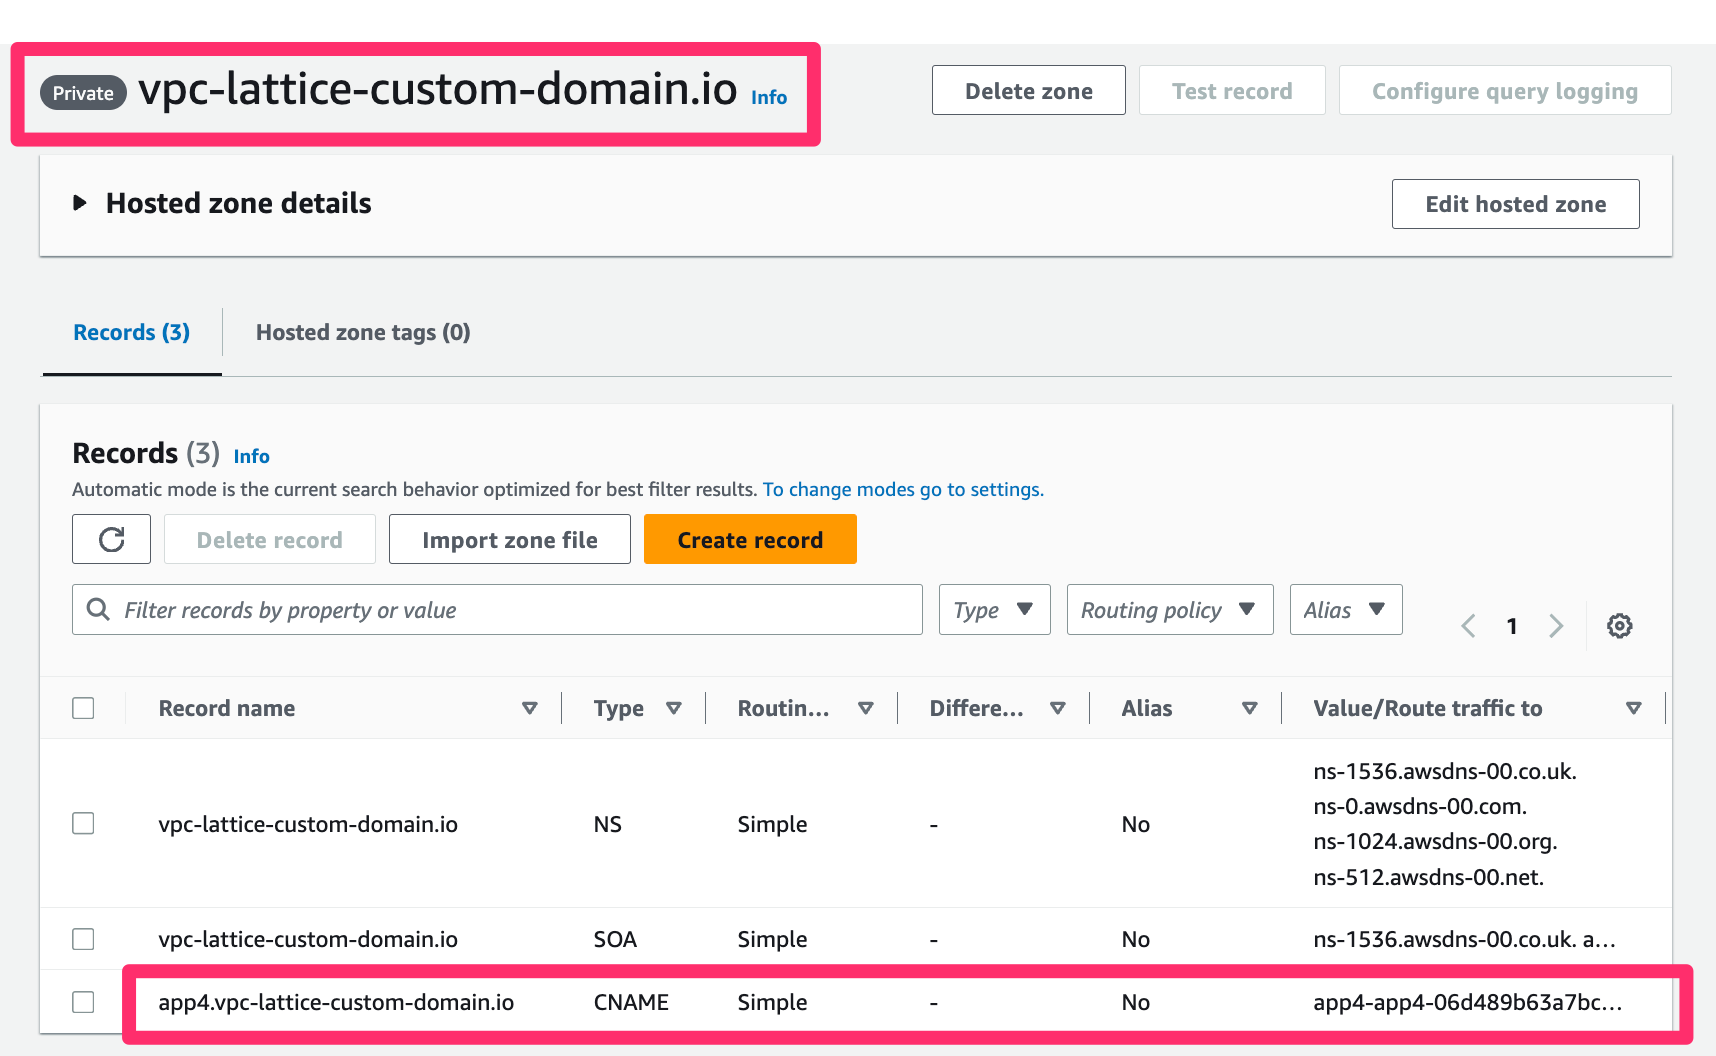 Private vpc-lattice-custom-domain.io Info
Delete zone Test record Configure query logging
Hosted zone details Edit hosted zone
Records (3) Hosted zone tags (0)
Records (3) Info
Automatic mode is the current search behavior optimized for best filter results. To change modes go to settings.
Delete record Import zone file Create record
Filter records by property or value Type Routing policy Alias 1
Record name Type Routin... Differe... Alias Value/Route traffic to
vpc-lattice-custom-domain.io NS Simple - No ns-1536.awsdns-00.co.uk.
ns-0.awsdns-00.com.
ns-1024.awsdns-00.org.
ns-512.awsdns-00.net.
vpc-lattice-custom-domain.io SOA Simple - No ns-1536.awsdns-00.co.uk. a...
app4.vpc-lattice-custom-domain.io CNAME Simple - No app4-app4-06d489b63a7bc...